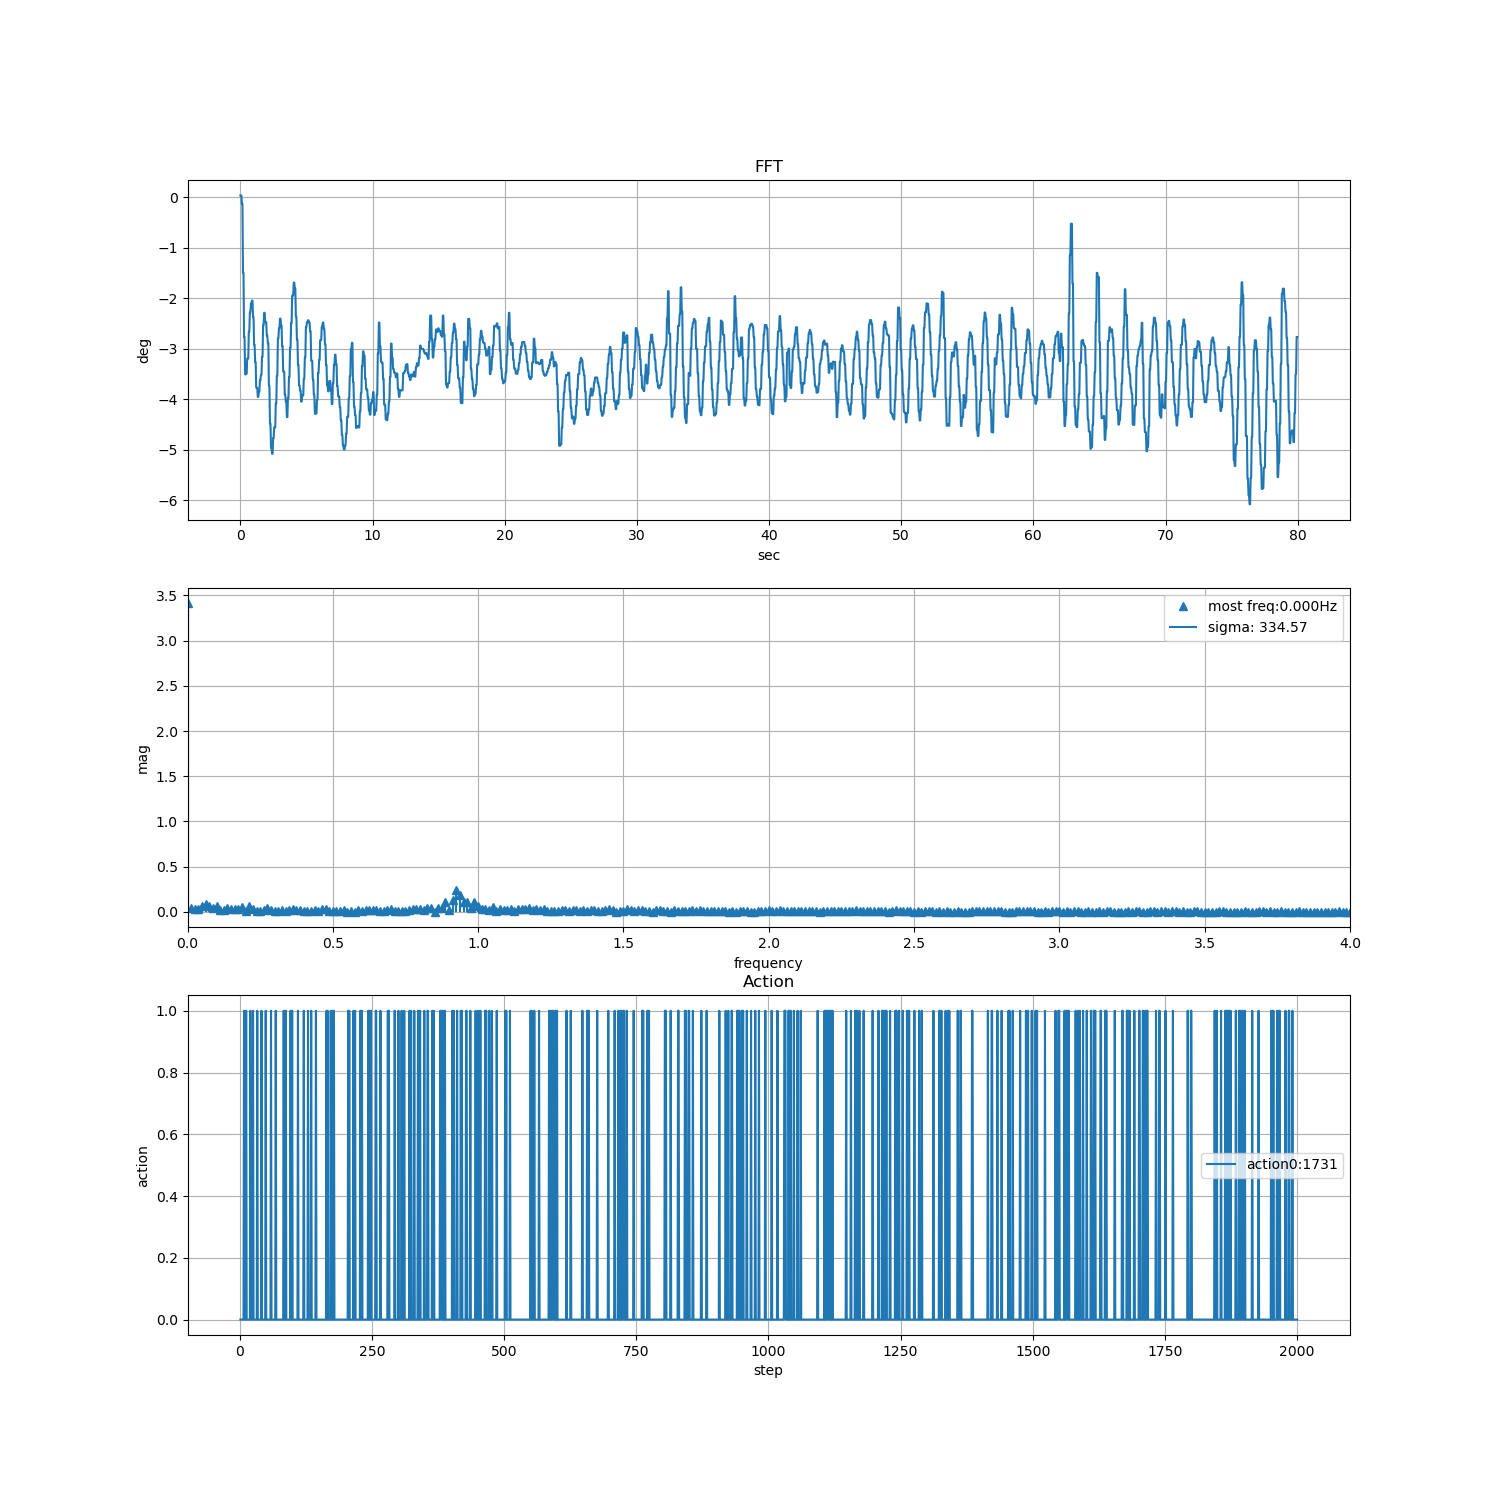 FFT
0
−1
−2
−3
−4
−5
−6
deg
0 10 20 30 40 50 60 70 80
sec
3.5
3.0
2.5
2.0
1.5
1.0
0.5
0.0
mag
most freq:0.000Hz
sigma: 334.57
0.0 0.5 1.0 1.5 2.0 2.5 3.0 3.5 4.0
frequency
Action
1.0
0.8
0.6
0.4
0.2
0.0
action
action0:1731
0 250 500 750 1000 1250 1500 1750 2000
step